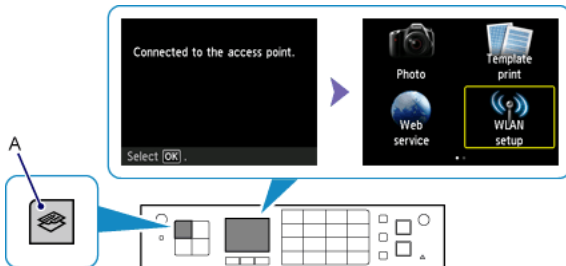 Connected to the access point.
Select OK .
Photo
Template
print
Web
service
WLAN
setup
A